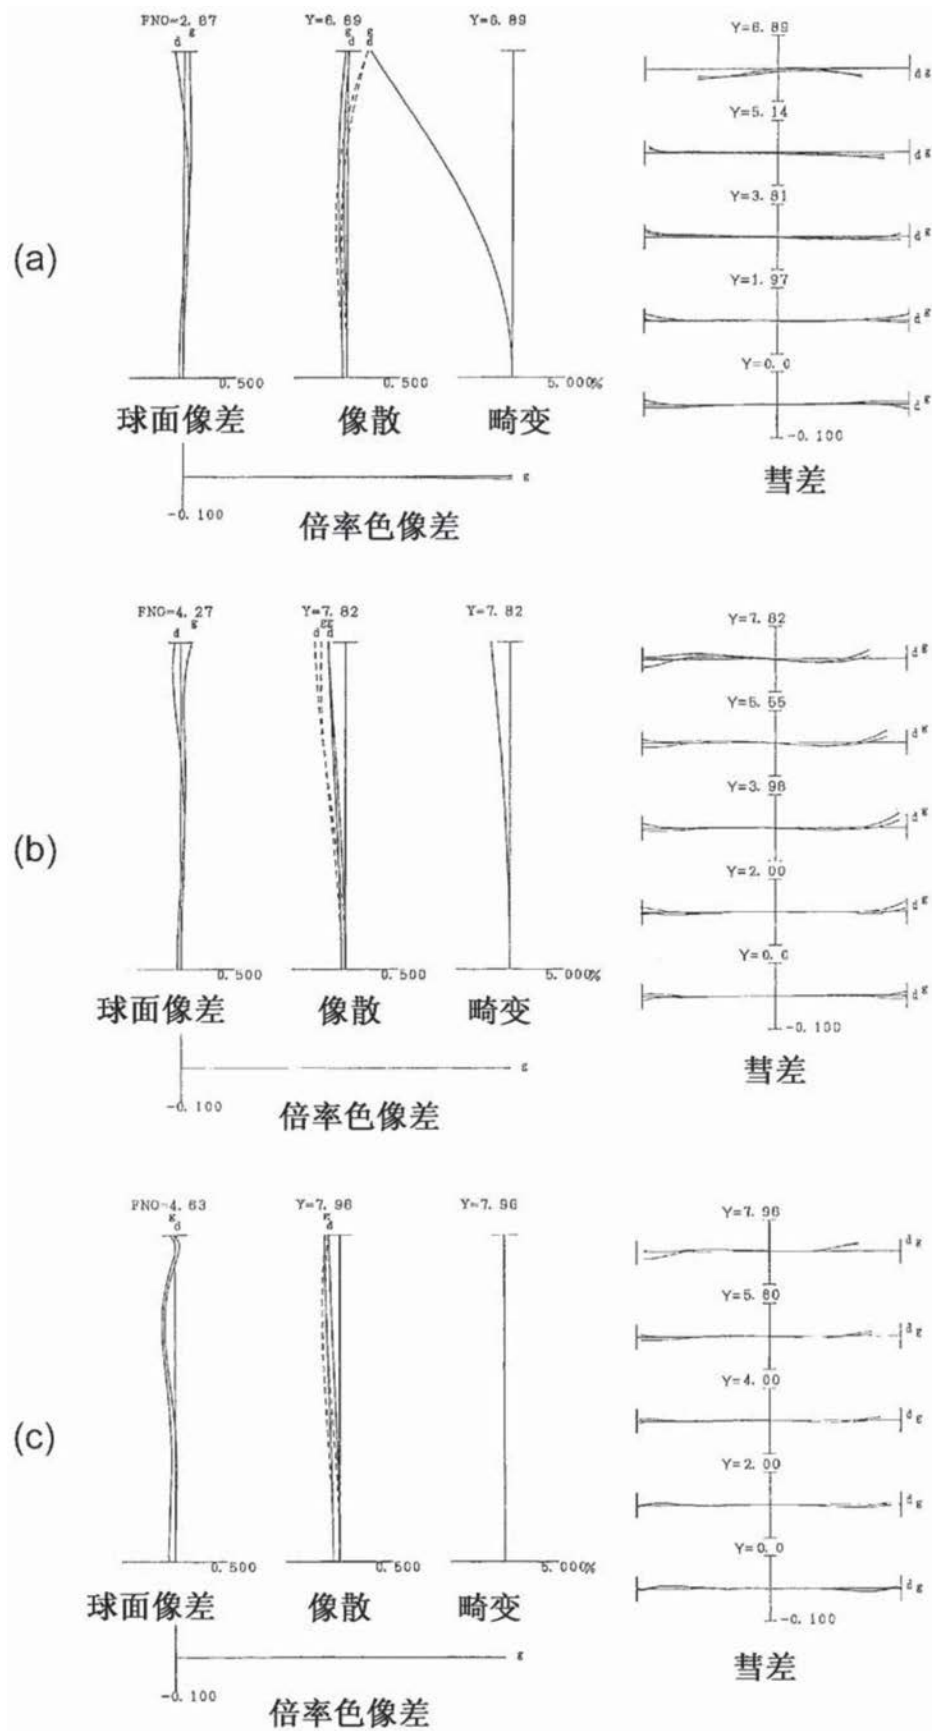 FNO=2.87
d g
Y=6.89
g
d
g
d
Y=6.89
0.500
球面像差
0.500
像散
5.000%
畸变
Y=6.89
d g
Y=5.14
d g
Y=3.81
d g
Y=1.97
d g
Y=0.0
d g
-0.100
彗差
(a)
g
-0.100
倍率色像差
FNO=4.27
d g
Y=7.82
g g
d d
Y=7.82
0.500
球面像差
0.500
像散
5.000%
畸变
Y=7.82
d g
Y=5.55
d g
Y=3.98
d g
Y=2.00
d g
Y=0.0
d g
-0.100
彗差
(b)
g
-0.100
倍率色像差
FNO=4.63
g
d
Y=7.96
g
d
Y=7.96
0.500
球面像差
0.500
像散
5.000%
畸变
Y=7.96
d g
Y=5.80
d g
Y=4.00
d g
Y=2.00
d g
Y=0.0
d g
-0.100
彗差
(c)
g
-0.100
倍率色像差